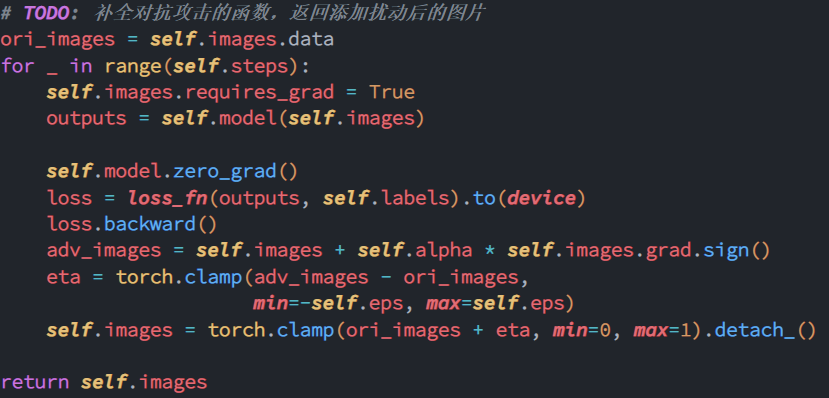 # TODO: 补全对抗攻击的函数，返回添加扰动后的图片
ori_images = self.images.data
for _ in range(self.steps):
    self.images.requires_grad = True
    outputs = self.model(self.images)

    self.model.zero_grad()
    loss = loss_fn(outputs, self.labels).to(device)
    loss.backward()
    adv_images = self.images + self.alpha * self.images.grad.sign()
    eta = torch.clamp(adv_images - ori_images,
                      min=-self.eps, max=self.eps)
    self.images = torch.clamp(ori_images + eta, min=0, max=1).detach_()

return self.images